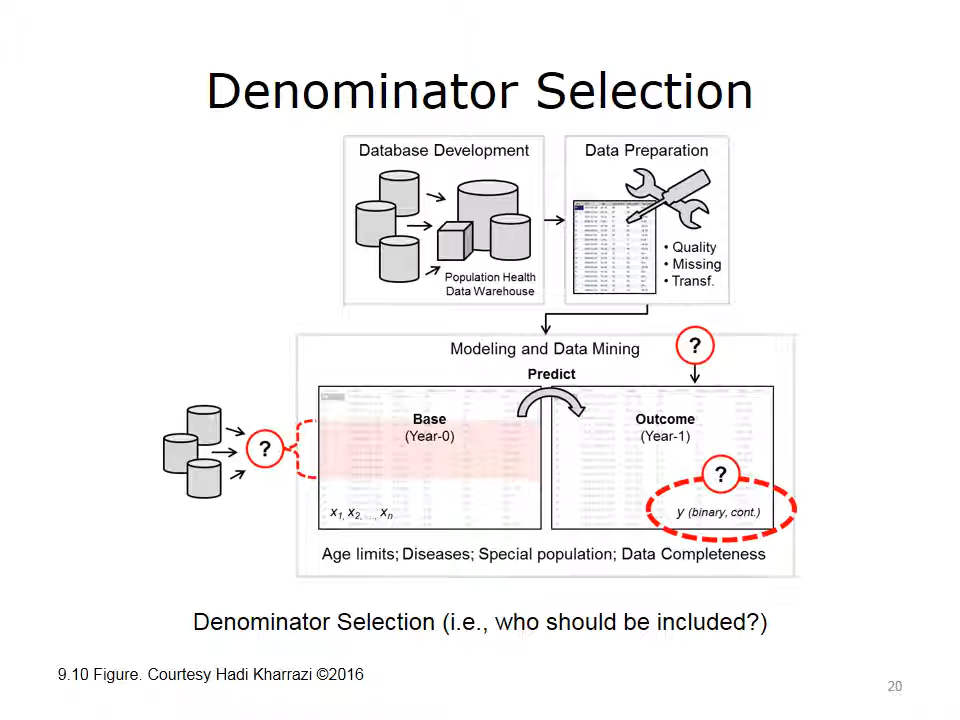 Denominator Selection
Database Development
Population Health
Data Warehouse
Data Preparation
• Quality
• Missing
• Transf.
Modeling and Data Mining
?
Predict
Base
(Year-0)
Outcome
(Year-1)
?
?
x1, x2, ..., xn
y (binary, cont.)
Age limits; Diseases; Special population; Data Completeness
Denominator Selection (i.e., who should be included?)
9.10 Figure. Courtesy Hadi Kharrazi ©2016
20